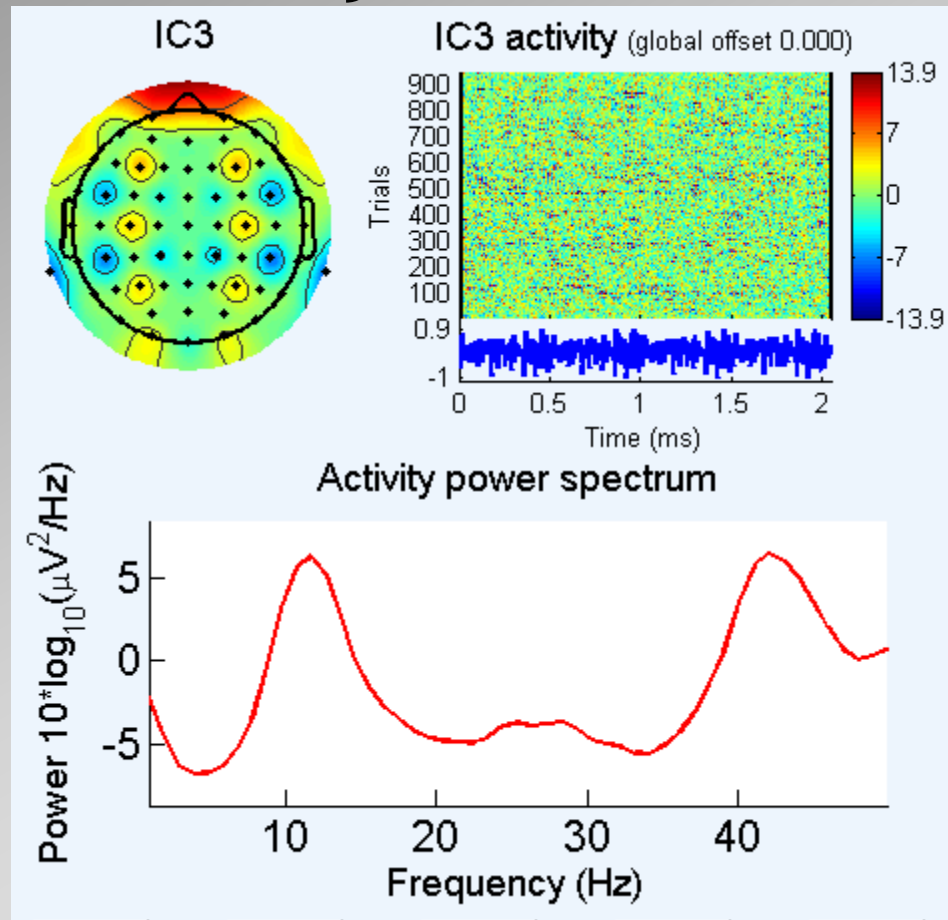 IC3
IC3 activity (global offset 0.000)
900
800
700
600
500
400
300
200
100
Trials
13.9
7
0
-7
-13.9
0.9
-1
0 0.5 1 1.5 2
Time (ms)
Activity power spectrum
Power 10*log10(μV²/Hz)
5
0
-5
10 20 30 40
Frequency (Hz)